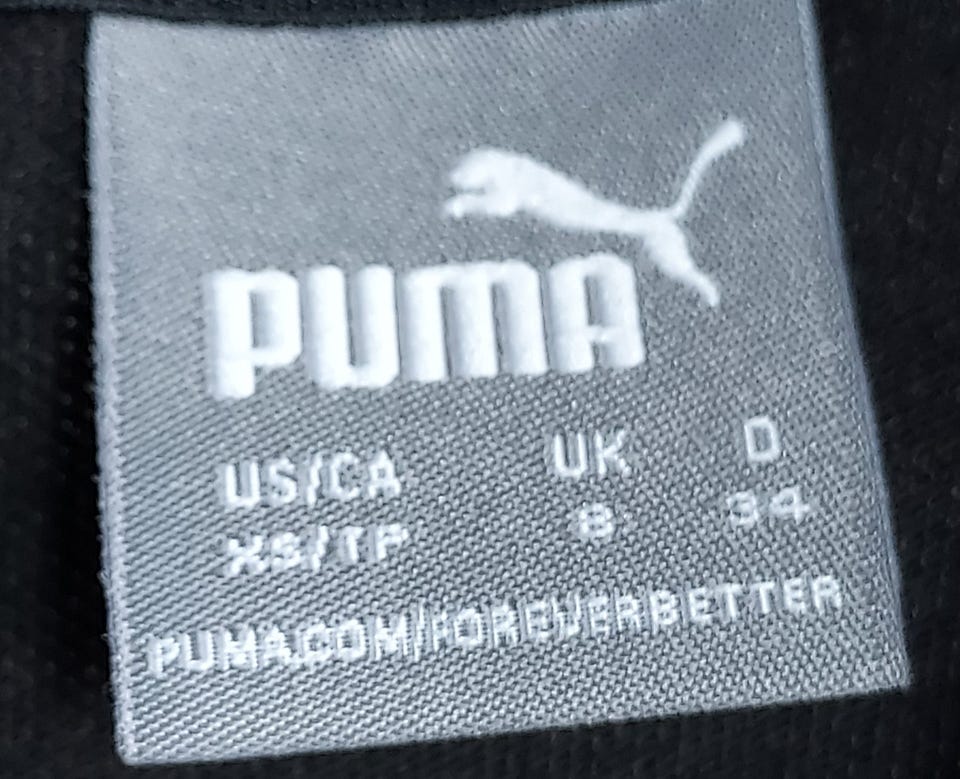 PUMA
US/CA UK D
XS/TP 8 34
PUMA.COM/FOREVERBETTER